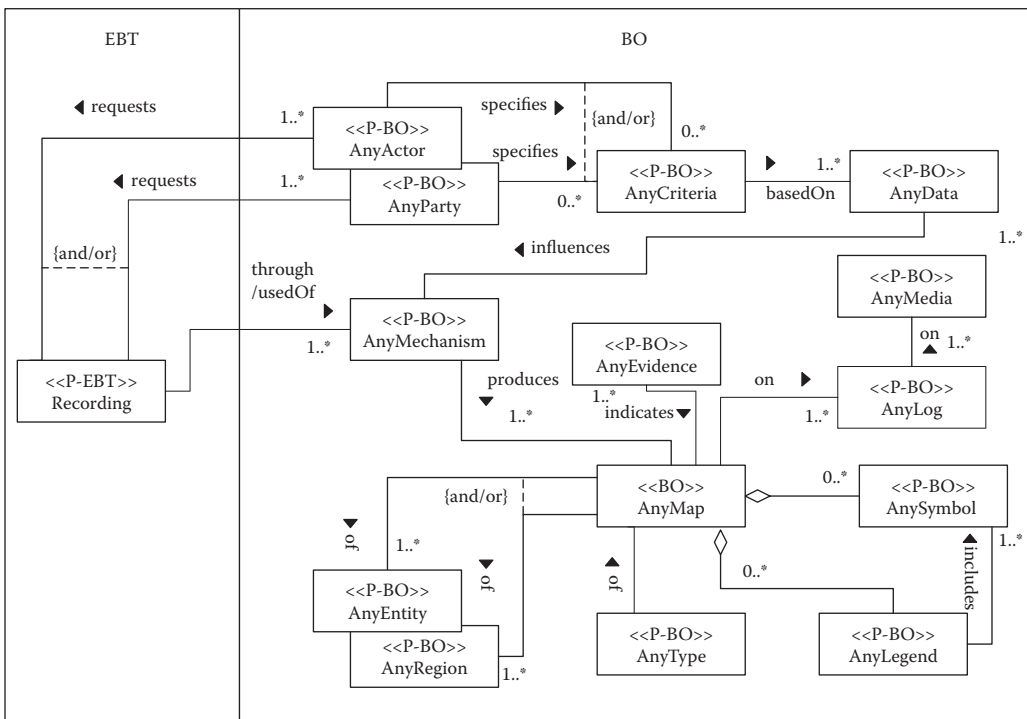 EBT
BO
requests
1..*
specifies
{and/or}
0..*
<<P-BO>>
AnyActor
specifies
<<P-BO>>
AnyCriteria
1..*
<<P-BO>>
AnyData
requests
1..*
<<P-BO>>
AnyParty
0..*
basedOn
{and/or}
influences
1..*
through
/usedOf
<<P-BO>>
AnyMedia
<<P-BO>>
AnyMechanism
1..*
<<P-BO>>
AnyEvidence
on
1..*
<<P-EBT>>
Recording
produces
1..*
1..*
indicates
on
1..*
<<P-BO>>
AnyLog
{and/or}
<<BO>>
AnyMap
0..*
<<P-BO>>
AnySymbol
of
1..*
of
of
0..*
includes
1..*
<<P-BO>>
AnyEntity
<<P-BO>>
AnyRegion
1..*
<<P-BO>>
AnyType
<<P-BO>>
AnyLegend